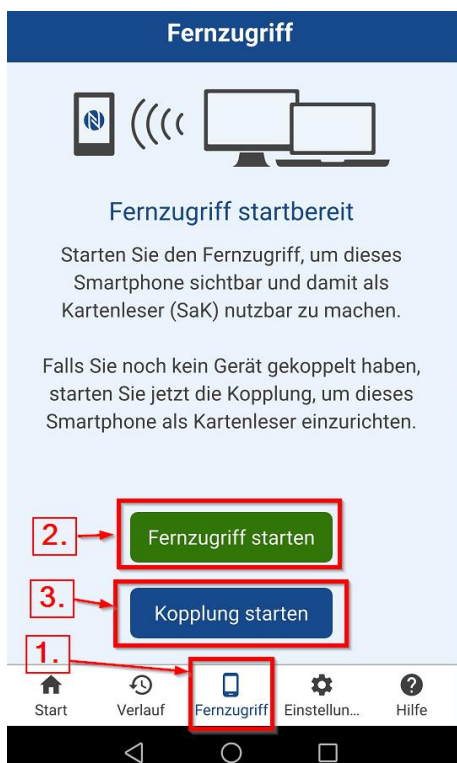 Fernzugriff
Fernzugriff startbereit
Starten Sie den Fernzugriff, um dieses
Smartphone sichtbar und damit als
Kartenleser (SaK) nutzbar zu machen.
Falls Sie noch kein Gerät gekoppelt haben,
starten Sie jetzt die Kopplung, um dieses
Smartphone als Kartenleser einzurichten.
2.
Fernzugriff starten
3.
Kopplung starten
1.
Start
Verlauf
Fernzugriff
Einstellun...
Hilfe